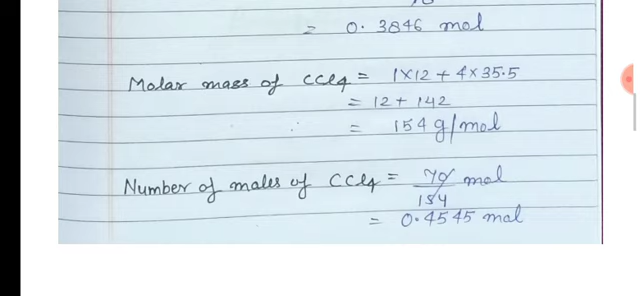 = 0.3846 mol
Molar mass of CCl4 = 1×12 + 4×35.5
= 12 + 142
= 154 g/mol
Number of moles of CCl4 = 70/154 mol
= 0.4545 mol